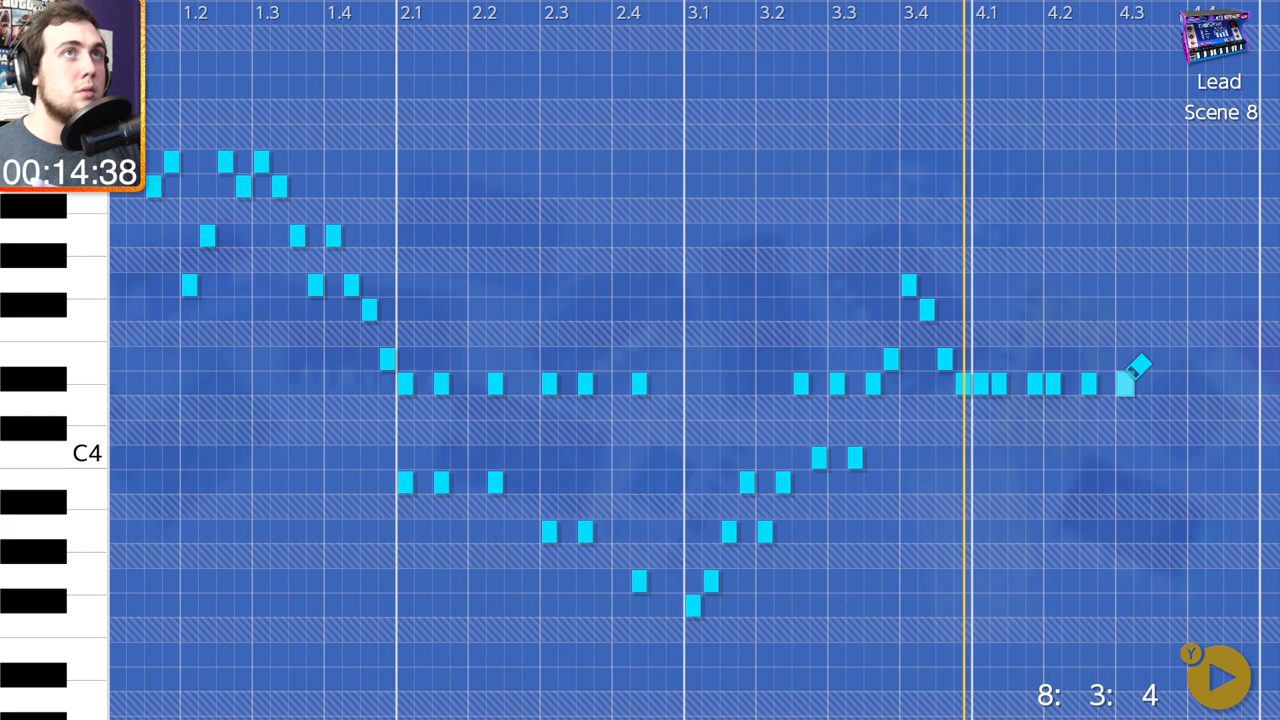 1.2 1.3 1.4 2.1 2.2 2.3 2.4 3.1 3.2 3.3 3.4 4.1 4.2 4.3 4.4
Lead
Scene 8
00:14:38
C4
Y
8: 3: 4